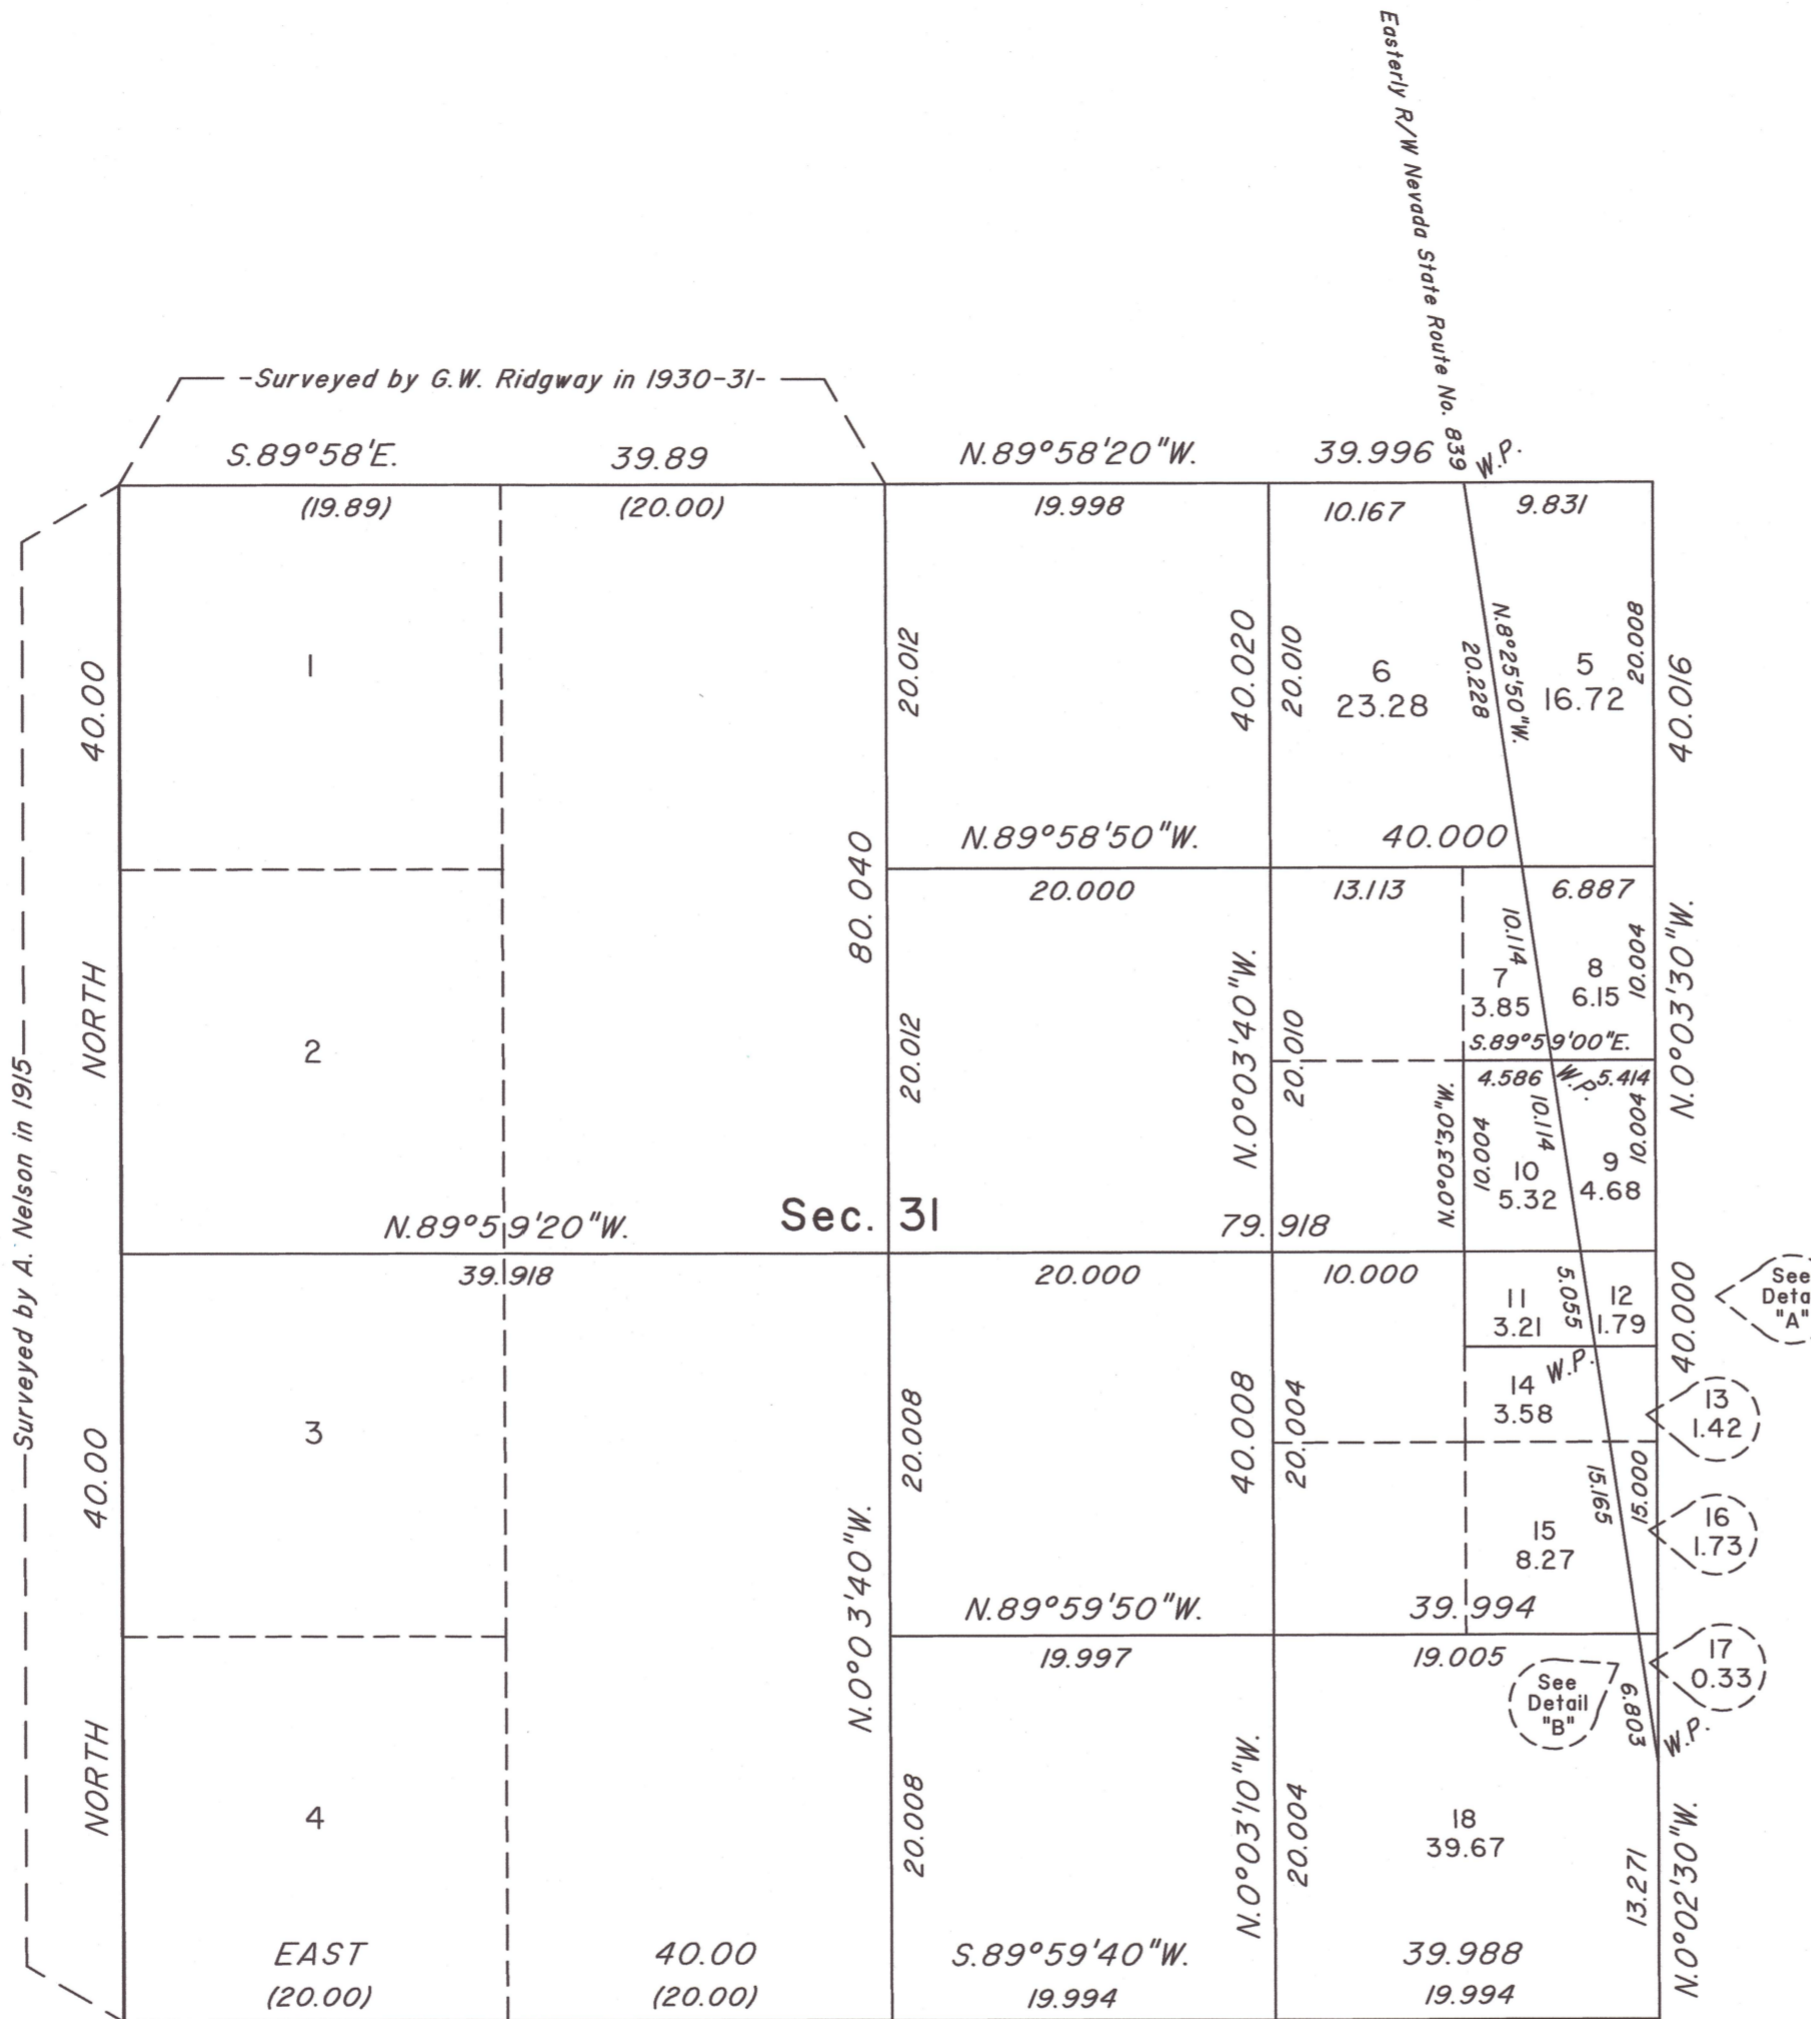 Easterly R/W Nevada State Route No. 839
-Surveyed by G.W. Ridgway in 1930-31-
S.89°58'E.
39.89
N.89°58'20"W.
39.996
W.P.
(19.89)
(20.00)
19.998
10.167
9.831
Surveyed by A. Nelson in 1915
40.00
1
20.012
40.020
20.010
6
23.28
20.228
N.8°25'50"W.
5
16.72
20.008
40.016
80.040
N.89°58'50"W.
40.000
20.000
13.113
6.887
NORTH
2
20.012
N.0°03'40"W.
20.010
7
3.85
10.114
8
6.15
10.004
N.0°03'30"W.
S.89°59'00"E.
4.586
W.P.
5.414
N.0°03'30"W.
10.004
10.114
10
5.32
9
4.68
10.004
N.89°59'20"W.
Sec. 31
79.918
39.918
20.000
10.000
11
3.21
5.055
12
1.79
40.000
See
"A"
W.P.
40.00
3
20.008
40.008
20.004
14
3.58
13
1.42
15.165
15.000
15
8.27
16
1.73
N.0°03'40"W.
N.89°59'50"W.
39.994
19.997
19.005
See
Detail
"B"
17
0.33
6.803
W.P.
NORTH
4
20.008
N.0°03'10"W.
20.004
18
39.67
13.271
N.0°02'30"W.
EAST
40.00
S.89°59'40"W.
39.988
(20.00)
(20.00)
19.994
19.994